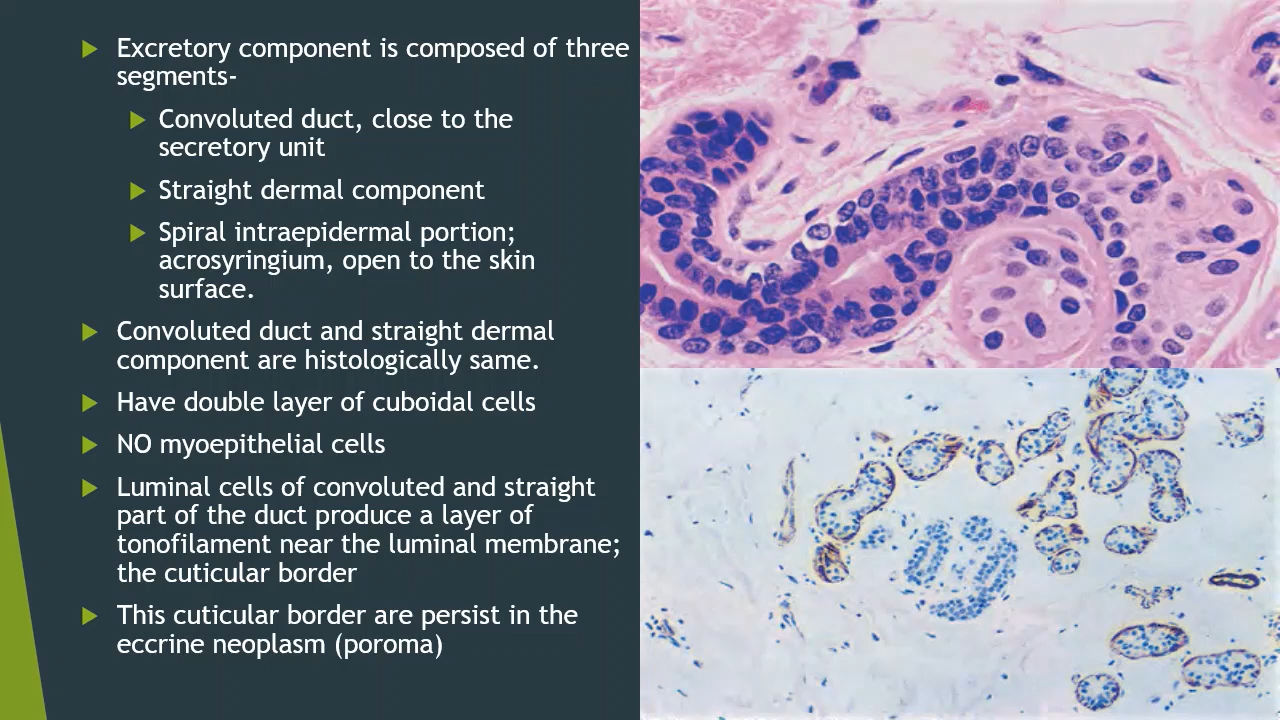 Excretory component is composed of three
segments-
Convoluted duct, close to the
secretory unit
Straight dermal component
Spiral intraepidermal portion;
acrosyringium, open to the skin
surface.
Convoluted duct and straight dermal
component are histologically same.
Have double layer of cuboidal cells
NO myoepithelial cells
Luminal cells of convoluted and straight
part of the duct produce a layer of
tonofilament near the luminal membrane;
the cuticular border
This cuticular border are persist in the
eccrine neoplasm (poroma)